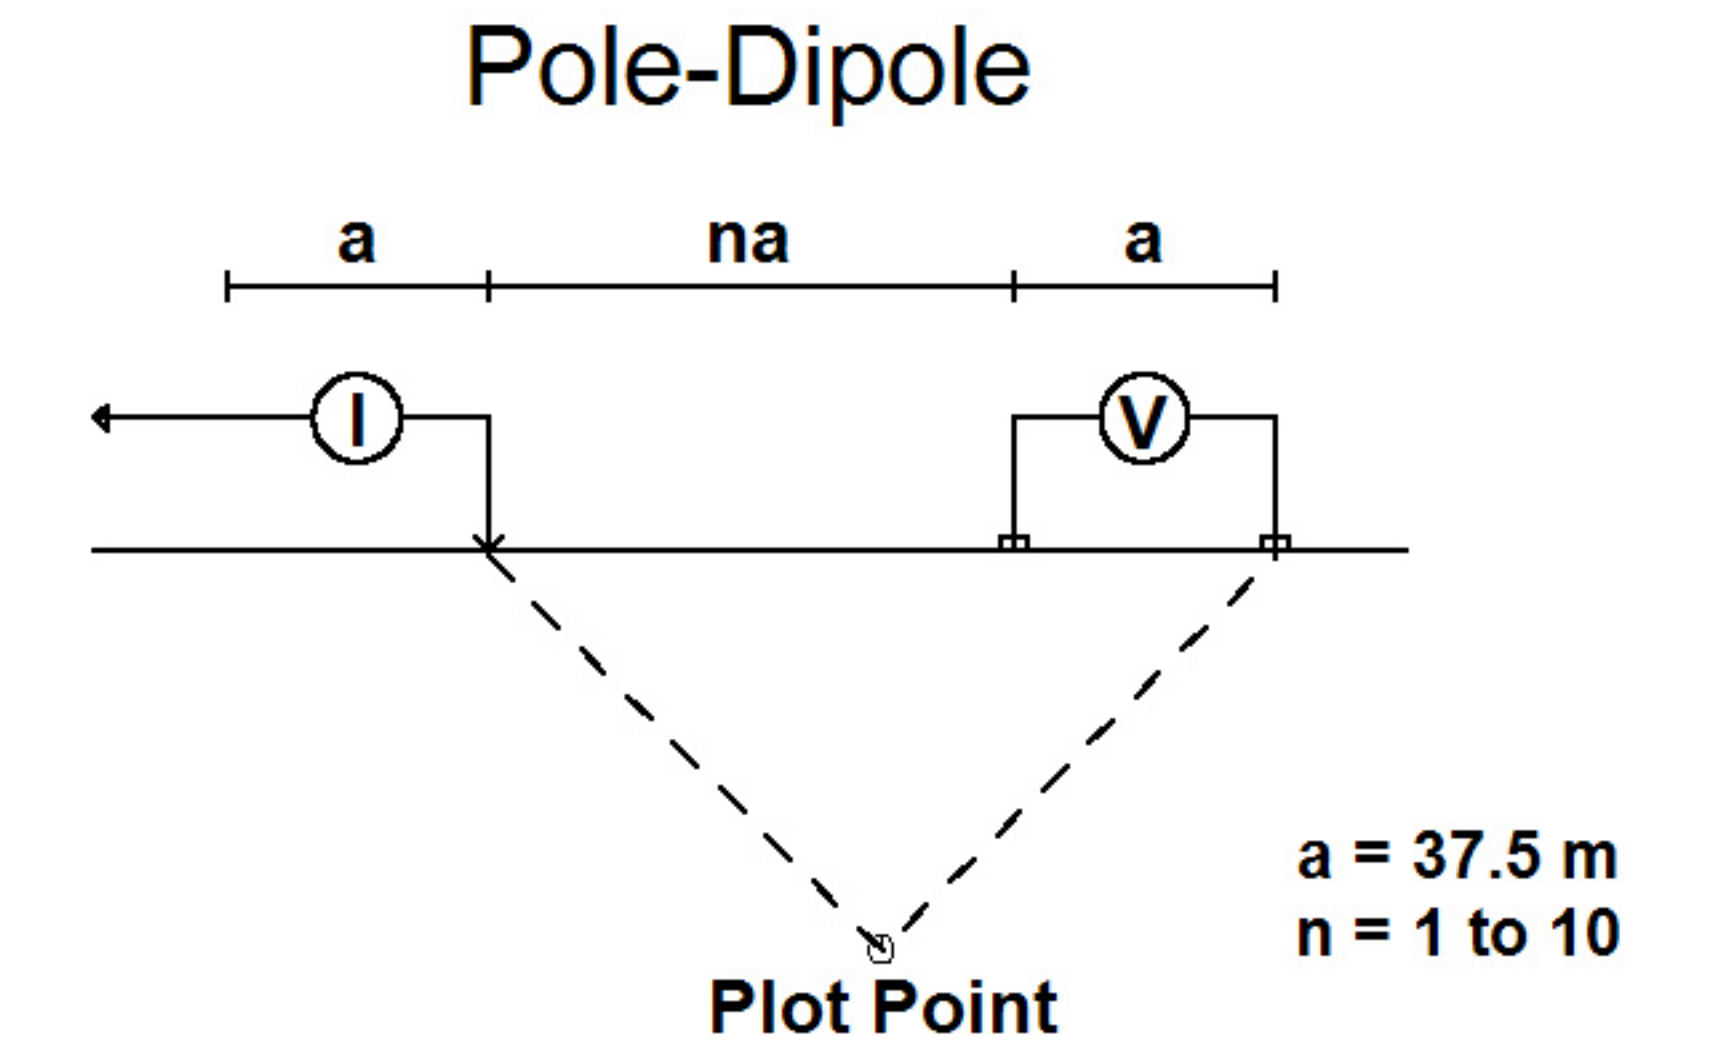 Pole-Dipole
a na a
I V
a = 37.5 m
n = 1 to 10
Plot Point